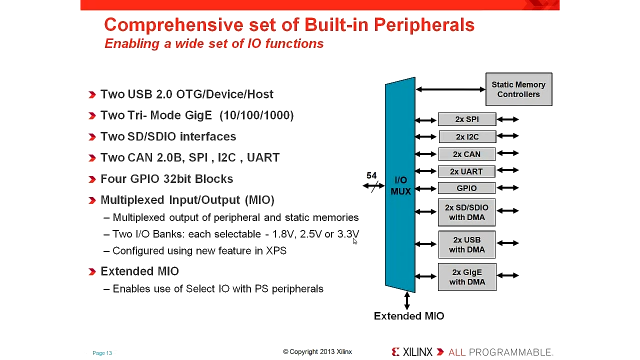 Comprehensive set of Built-in Peripherals
Enabling a wide set of IO functions
Two USB 2.0 OTG/Device/Host
Two Tri- Mode GigE (10/100/1000)
Two SD/SDIO interfaces
Two CAN 2.0B, SPI , I2C , UART
Four GPIO 32bit Blocks
Multiplexed Input/Output (MIO)
– Multiplexed output of peripheral and static memories
– Two I/O Banks: each selectable - 1.8V, 2.5V or 3.3V
– Configured using new feature in XPS
Extended MIO
– Enables use of Select IO with PS peripherals
54
I/O
MUX
Static Memory
Controllers
2x SPI
2x I2C
2x CAN
2x UART
GPIO
2x SD/SDIO
with DMA
2x USB
with DMA
2x GigE
with DMA
Extended MIO
Page 13
© Copyright 2013 Xilinx
XILINX
ALL PROGRAMMABLE.